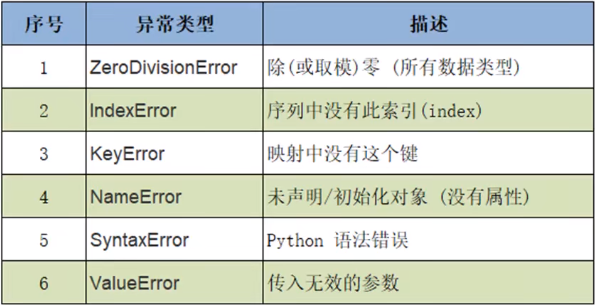 序号 异常类型 描述
1 ZeroDivisionError 除(或取模)零 (所有数据类型)
2 IndexError 序列中没有此索引(index)
3 KeyError 映射中没有这个键
4 NameError 未声明/初始化对象 (没有属性)
5 SyntaxError Python 语法错误
6 ValueError 传入无效的参数